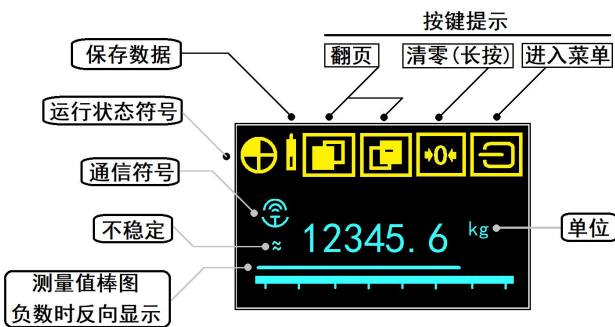 按键提示
保存数据
翻页
清零(长按)
进入菜单
运行状态符号
→0←
通信符号
不稳定
≈
12345.6
kg
单位
测量值棒图
负数时反向显示